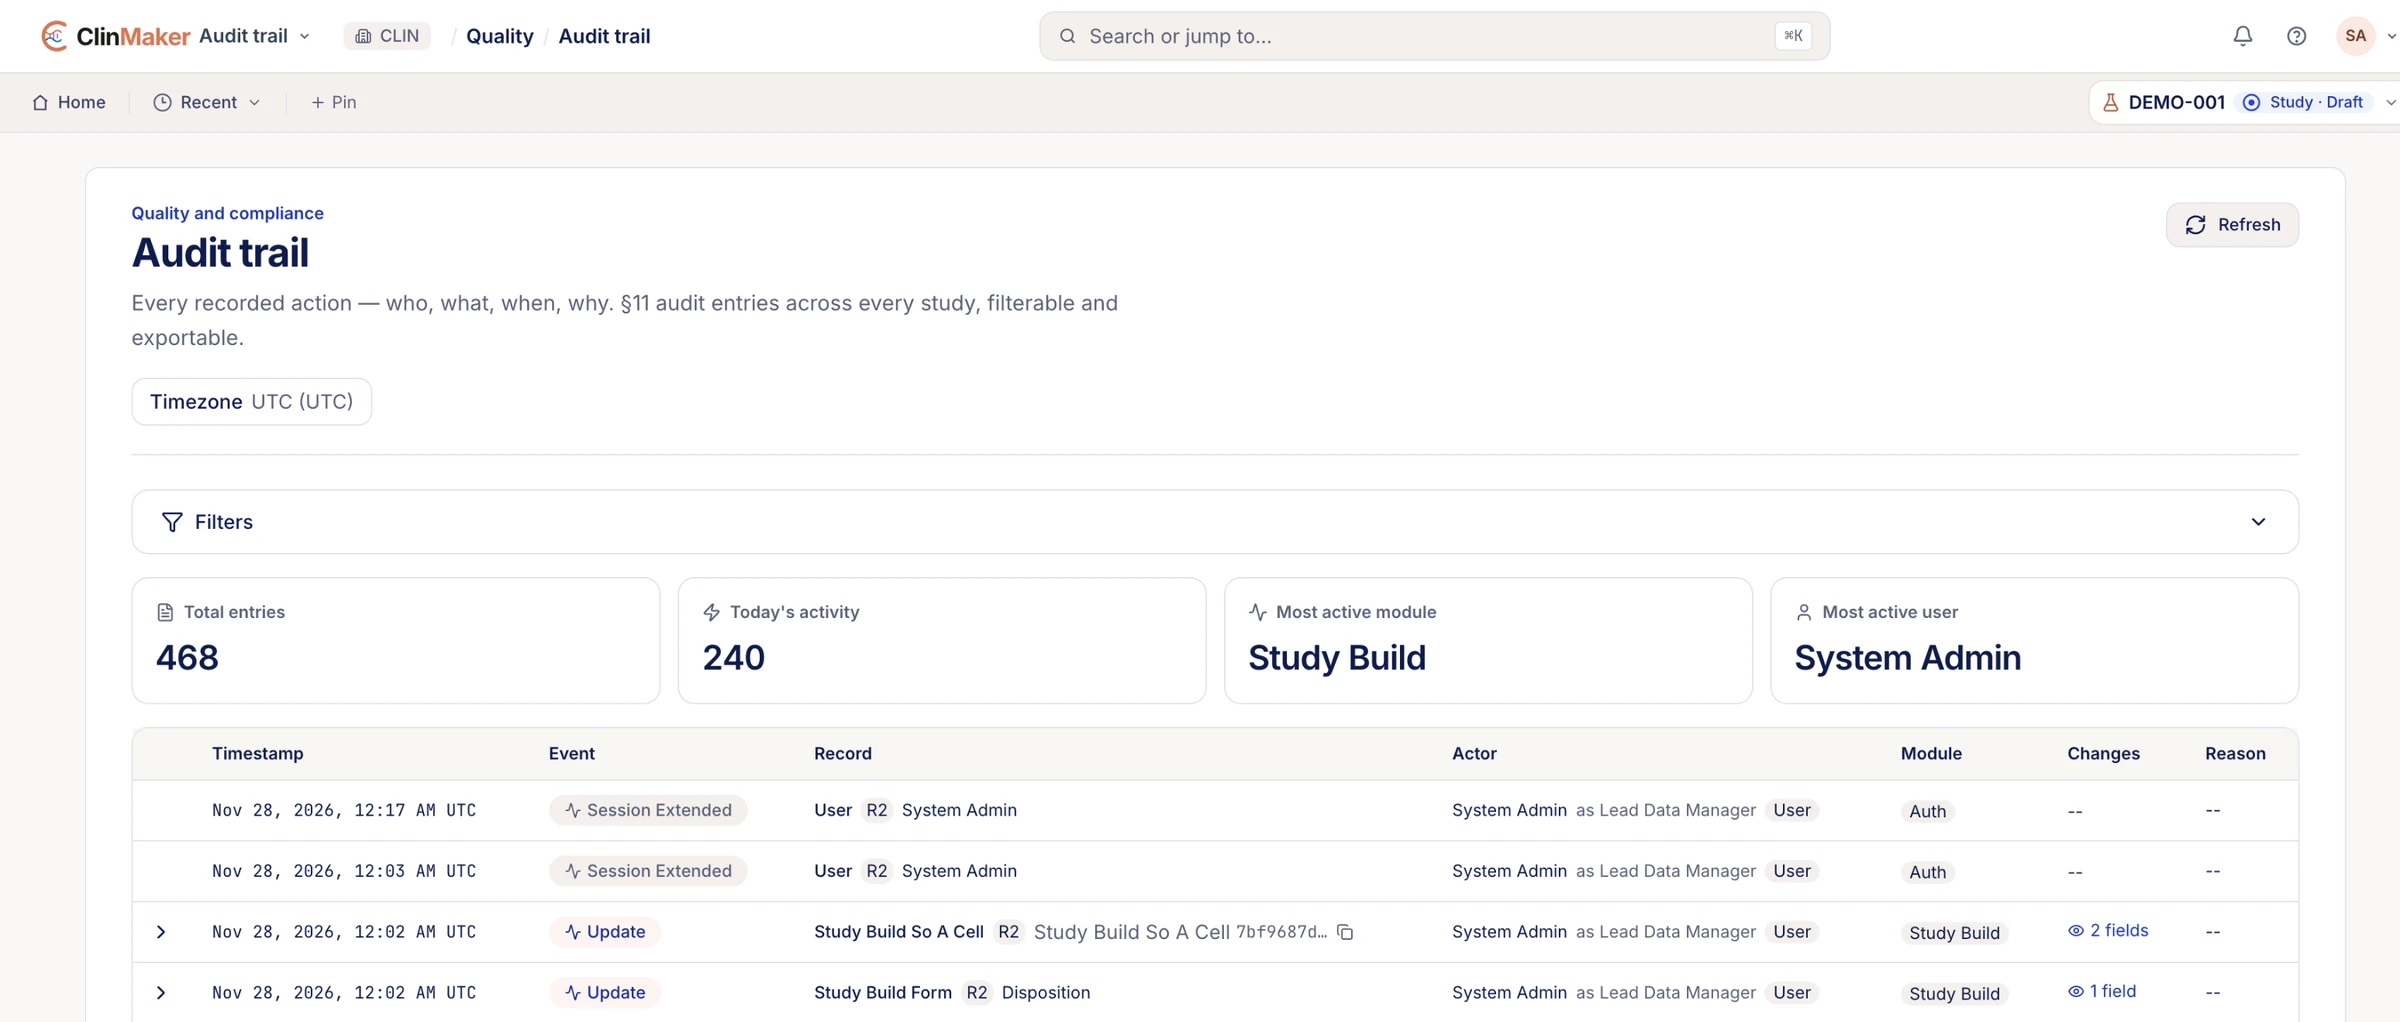 ClinMaker Audit trail CLIN / Quality / Audit trail Search or jump to... ⌘K SA
Home Recent + Pin DEMO-001 Study · Draft
Quality and compliance
Audit trail
Refresh
Every recorded action — who, what, when, why. §11 audit entries across every study, filterable and
exportable.
Timezone UTC (UTC)
Filters
Total entries Today's activity Most active module Most active user
468 240 Study Build System Admin
Timestamp Event Record Actor Module Changes Reason
Nov 28, 2026, 12:17 AM UTC Session Extended User R2 System Admin System Admin as Lead Data Manager User Auth -- --
Nov 28, 2026, 12:03 AM UTC Session Extended User R2 System Admin System Admin as Lead Data Manager User Auth -- --
Nov 28, 2026, 12:02 AM UTC Update Study Build So A Cell R2 Study Build So A Cell 7bf9687d… System Admin as Lead Data Manager User Study Build 2 fields --
Nov 28, 2026, 12:02 AM UTC Update Study Build Form R2 Disposition System Admin as Lead Data Manager User Study Build 1 field --